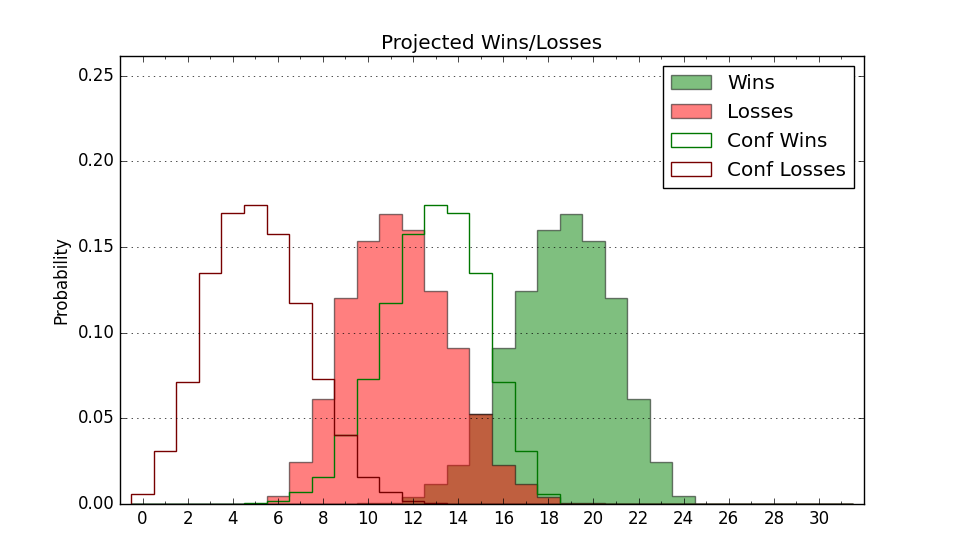 Projected Wins/Losses
0.25
0.20
0.15
0.10
0.05
0.00
Probability
Wins
Losses
Conf Wins
Conf Losses
0 2 4 6 8 10 12 14 16 18 20 22 24 26 28 30